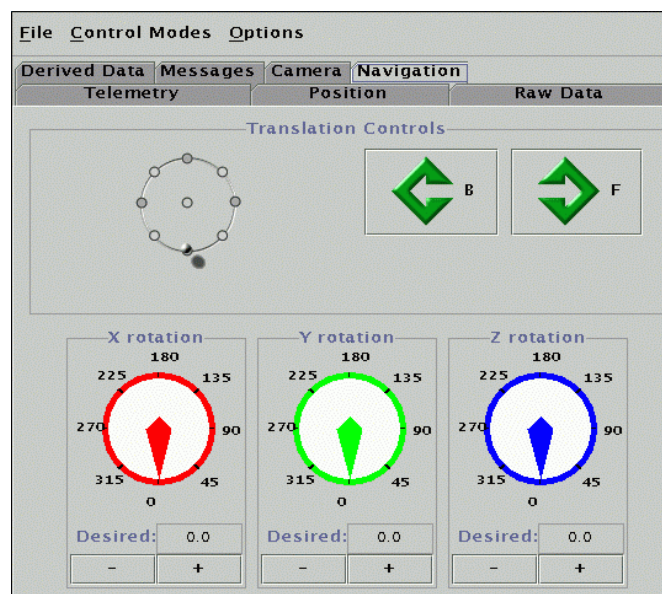 File Control Modes Options
Derived Data Messages Camera Navigation
Telemetry Position Raw Data
Translation Controls
B F
X rotation Y rotation Z rotation
180 180 180
225 135 225 135 225 135
270 90 270 90 270 90
315 45 315 45 315 45
0 0 0
Desired: 0.0 Desired: 0.0 Desired: 0.0
- + - + - +